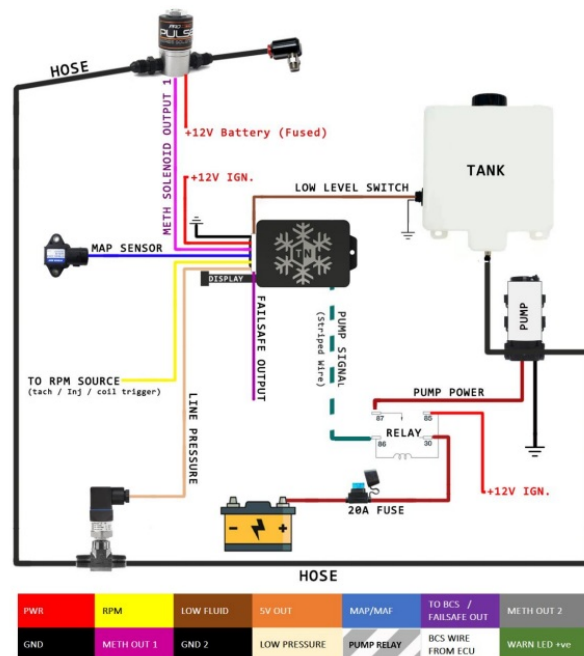 PULSE
HOSE
METH SOLENOID OUTPUT 1
+12V Battery (Fused)
+12V IGN.
LOW LEVEL SWITCH
TANK
MAP SENSOR
TN
DISPLAY
FAILSAFE OUTPUT
PUMP SIGNAL
(Striped Wire)
PUMP
TO RPM SOURCE
(tach / Inj / coil trigger)
LINE PRESSURE
PUMP POWER
87
85
RELAY
86
30
+12V IGN.
20A FUSE
- +
HOSE
PWR RPM LOW FLUID 5V OUT MAP/MAF TO BCS / FAILSAFE OUT METH OUT 2
GND METH OUT 1 GND 2 LOW PRESSURE PUMP RELAY BCS WIRE FROM ECU WARN LED +ve